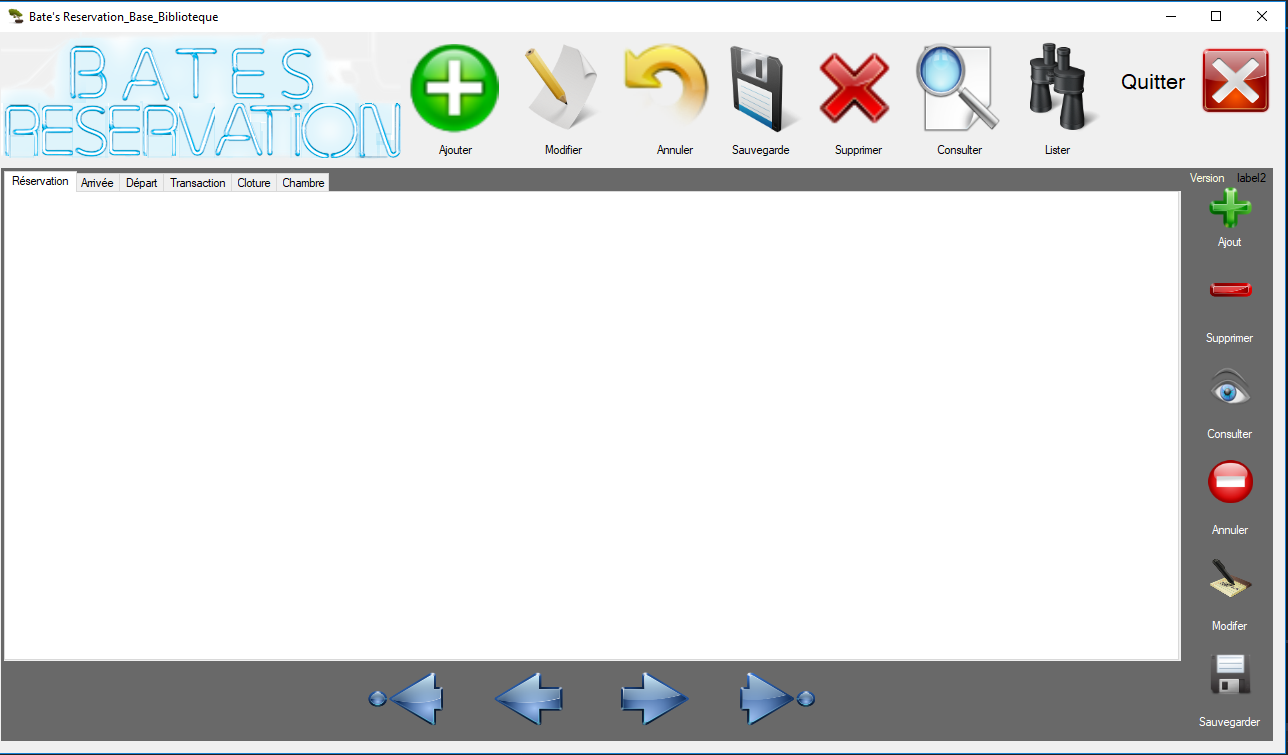 Bate's Reservation_Base_Biblioteque
BATES
RESERVATiON
Ajouter Modifier Annuler Sauvegarde Supprimer Consulter Lister Quitter
Réservation Arrivée Départ Transaction Cloture Chambre
Version label2
Ajout
Supprimer
Consulter
Annuler
Modifer
Sauvegarder